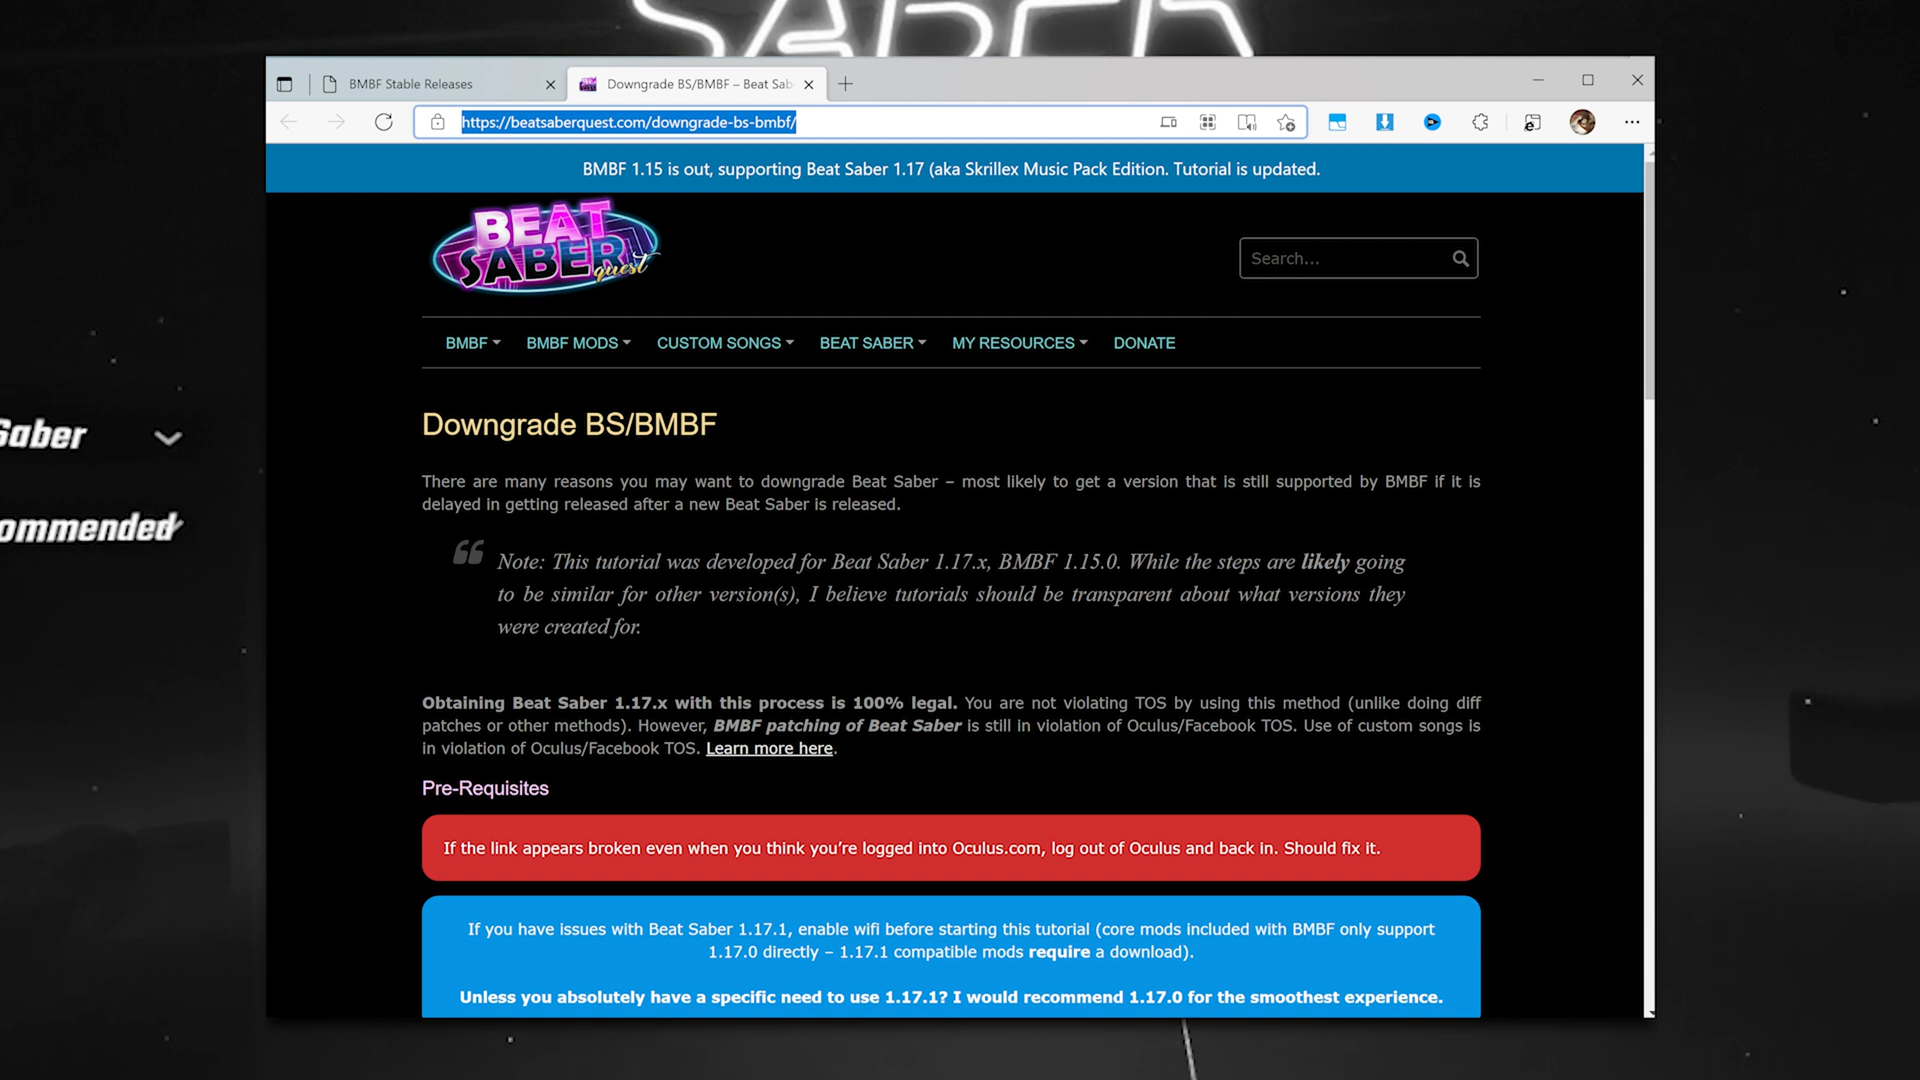 SABER
BMBF Stable Releases
Downgrade BS/BMBF – Beat Sab
https://beatsaberquest.com/downgrade-bs-bmbf/
BMBF 1.15 is out, supporting Beat Saber 1.17 (aka Skrillex Music Pack Edition. Tutorial is updated.
BEAT
SABER
quest
Search...
BMBF BMBF MODS CUSTOM SONGS BEAT SABER MY RESOURCES DONATE
Downgrade BS/BMBF
There are many reasons you may want to downgrade Beat Saber – most likely to get a version that is still supported by BMBF if it is
delayed in getting released after a new Beat Saber is released.
Saber
ommended
Note: This tutorial was developed for Beat Saber 1.17.x, BMBF 1.15.0. While the steps are likely going
to be similar for other version(s), I believe tutorials should be transparent about what versions they
were created for.
Obtaining Beat Saber 1.17.x with this process is 100% legal. You are not violating TOS by using this method (unlike doing diff
patches or other methods). However, BMBF patching of Beat Saber is still in violation of Oculus/Facebook TOS. Use of custom songs is
in violation of Oculus/Facebook TOS. Learn more here.
Pre-Requisites
If the link appears broken even when you think you're logged into Oculus.com, log out of Oculus and back in. Should fix it.
If you have issues with Beat Saber 1.17.1, enable wifi before starting this tutorial (core mods included with BMBF only support
1.17.0 directly – 1.17.1 compatible mods require a download).
Unless you absolutely have a specific need to use 1.17.1? I would recommend 1.17.0 for the smoothest experience.